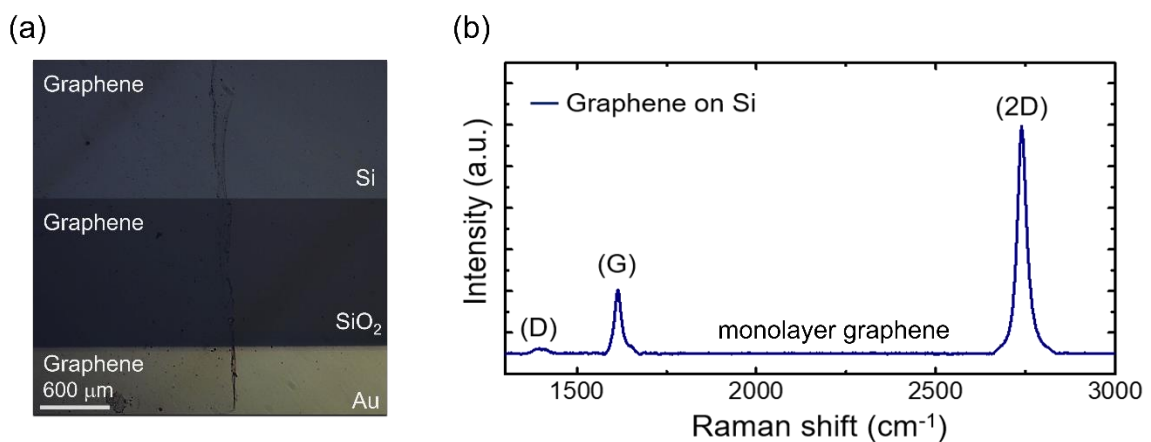 (a)
Graphene
Si
Graphene
SiO₂
Graphene
600 μm
Au
(b)
Graphene on Si
(2D)
(G)
(D)
monolayer graphene
Intensity (a.u.)
1500
2000
2500
3000
Raman shift (cm⁻¹)